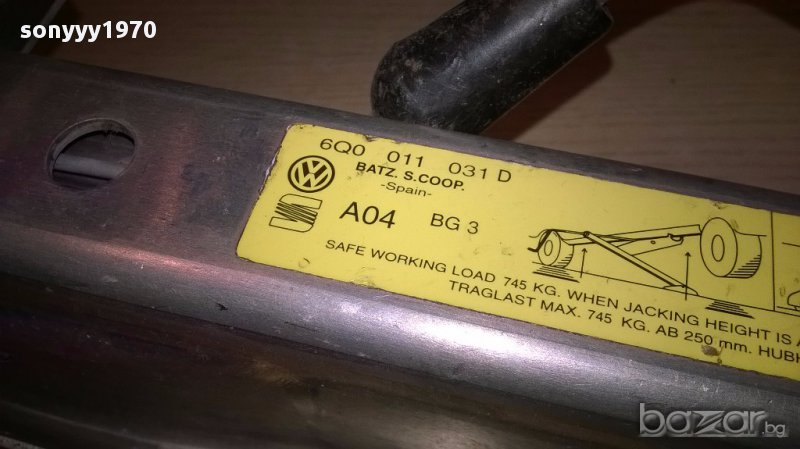 sonyyy1970
6Q0 011 031 D
BATZ. S.COOP.
-Spain-
A04 BG 3
SAFE WORKING LOAD 745 KG. WHEN JACKING HEIGHT IS A
TRAGLAST MAX. 745 KG. AB 250 mm. HUBH
bazar.bg